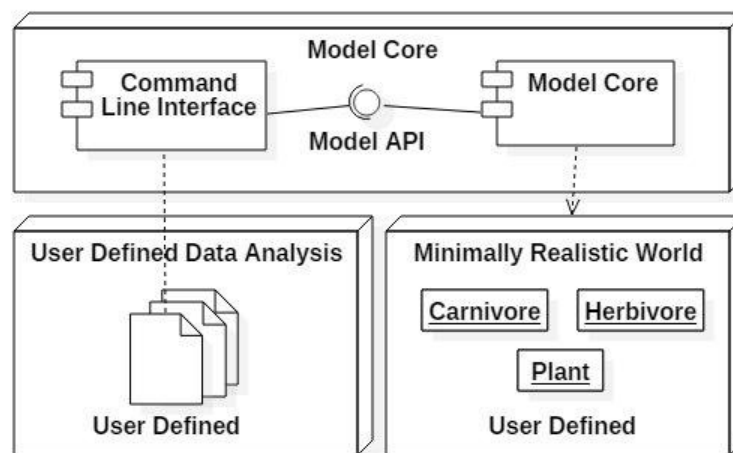 Model Core
Command
Line Interface
Model API
Model Core
User Defined Data Analysis
User Defined
Minimally Realistic World
Carnivore
Herbivore
Plant
User Defined